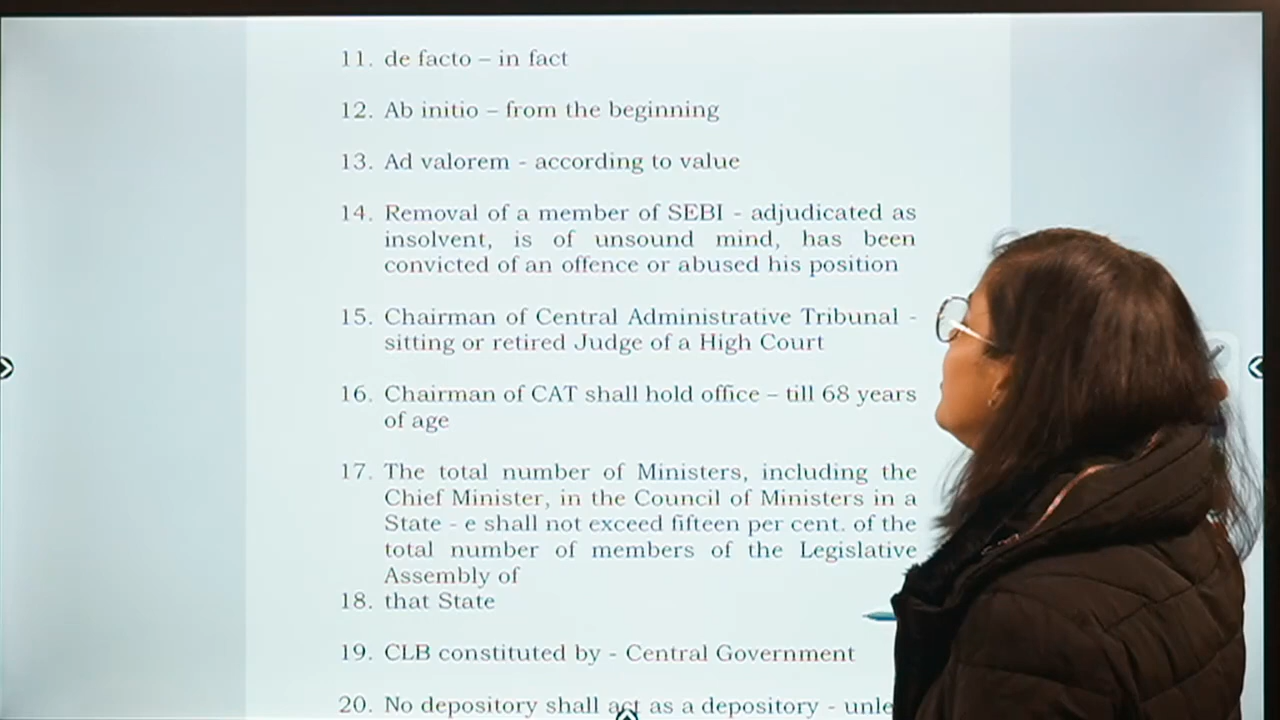 11. de facto – in fact
12. Ab initio – from the beginning
13. Ad valorem - according to value
14. Removal of a member of SEBI - adjudicated as
insolvent, is of unsound mind, has been
convicted of an offence or abused his position
15. Chairman of Central Administrative Tribunal -
sitting or retired Judge of a High Court
16. Chairman of CAT shall hold office – till 68 years
of age
17. The total number of Ministers, including the
Chief Minister, in the Council of Ministers in a
State - e shall not exceed fifteen per cent. of the
total number of members of the Legislative
Assembly of
18. that State
19. CLB constituted by - Central Government
20. No depository shall act as a depository -